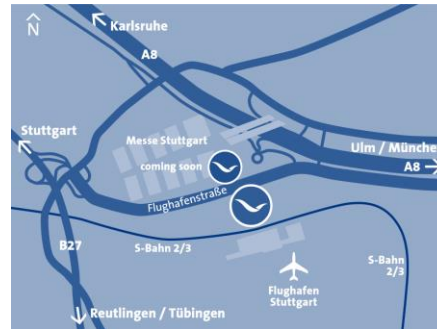 N
Karlsruhe
A8
Stuttgart
Messe Stuttgart
coming soon
Ulm / Münche
A8
Flughafenstraße
B27
S-Bahn 2/3
S-Bahn
2/3
Flughafen
Stuttgart
Reutlingen / Tübingen